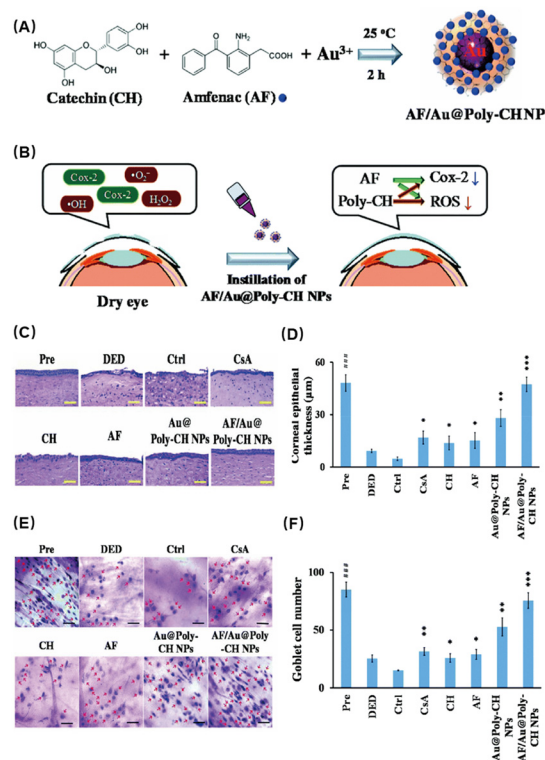 (A)
HO
OH
OH
O
OH
OH
Catechin (CH)
+
O
NH₂
COOH
Amfenac (AF)
+ Au³⁺
25 °C
2 h
Au
AF/Au@Poly-CH NP
(B)
Cox-2
•O₂⁻
Cox-2
•OH
H₂O₂
Dry eye
Instillation of
AF/Au@Poly-CH NPs
AF
Cox-2 ↓
Poly-CH
ROS ↓
(C)
Pre
DED
Ctrl
CsA
CH
AF
Au@
Poly-CH NPs
AF/Au@
Poly-CH NPs
(D)
Corneal epithelial
thickness (μm)
60
30
0
###
*
*
*
**
***
Pre
DED
Ctrl
CsA
CH
AF
Au@Poly-CH
NPs
AF/Au@Poly-
CH NPs
(E)
Pre
DED
Ctrl
CsA
CH
AF
Au@Poly-
CH NPs
AF/Au@Poly
-CH NPs
(F)
Goblet cell number
100
50
0
###
**
*
*
**
***
Pre
DED
Ctrl
CsA
CH
AF
Au@Poly-CH
NPs
AF/Au@Poly-
CH NPs